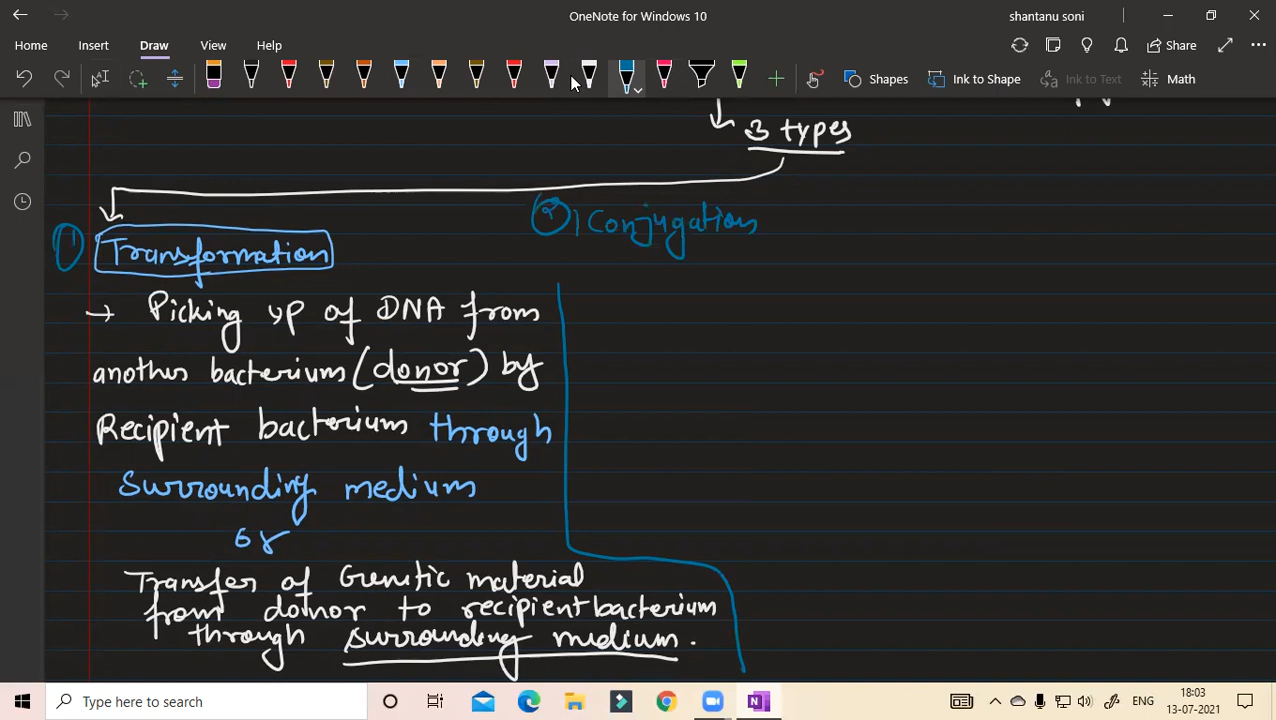 OneNote for Windows 10
shantanu soni
Home Insert Draw View Help
Share
Shapes Ink to Shape Ink to Text Math
3 types
① Transformation
② Conjugation
→ Picking up of DNA from
another bacterium (donor) by
Recipient bacterium through
Surrounding medium
or
Transfer of Genitic material
from donor to recipient bacterium
through surrounding medium.
Type here to search
ENG
18:03
13-07-2021